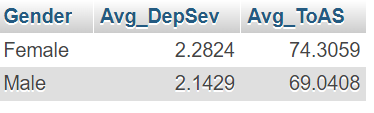 Gender Avg_DepSev Avg_ToAS
Female 2.2824 74.3059
Male 2.1429 69.0408